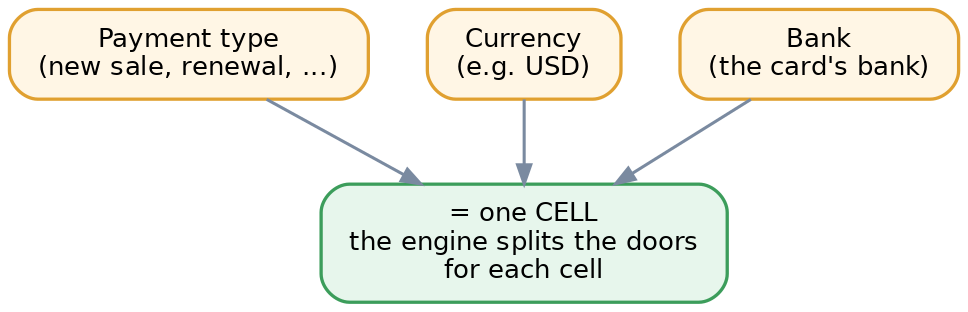 Payment type
(new sale, renewal, ...)
Currency
(e.g. USD)
Bank
(the card's bank)
= one CELL
the engine splits the doors
for each cell